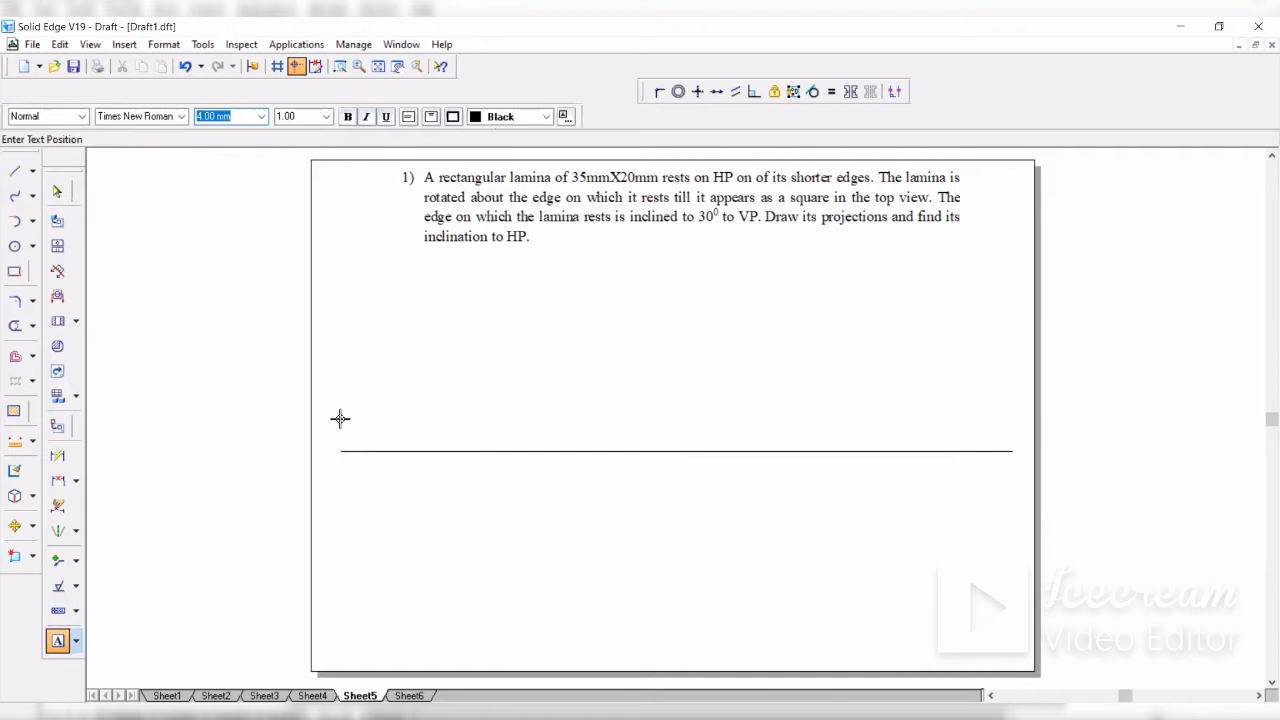 Solid Edge V19 - Draft - [Draft1.dft]
File Edit View Insert Format Tools Inspect Applications Manage Window Help
Normal Times New Roman 4.00 mm 1.00 B I U Black
Enter Text Position
1) A rectangular lamina of 35mmX20mm rests on HP on of its shorter edges. The lamina is
rotated about the edge on which it rests till it appears as a square in the top view. The
edge on which the lamina rests is inclined to 30⁰ to VP. Draw its projections and find its
inclination to HP.
A
Icecream
Video Editor
Sheet1 Sheet2 Sheet3 Sheet4 Sheet5 Sheet6